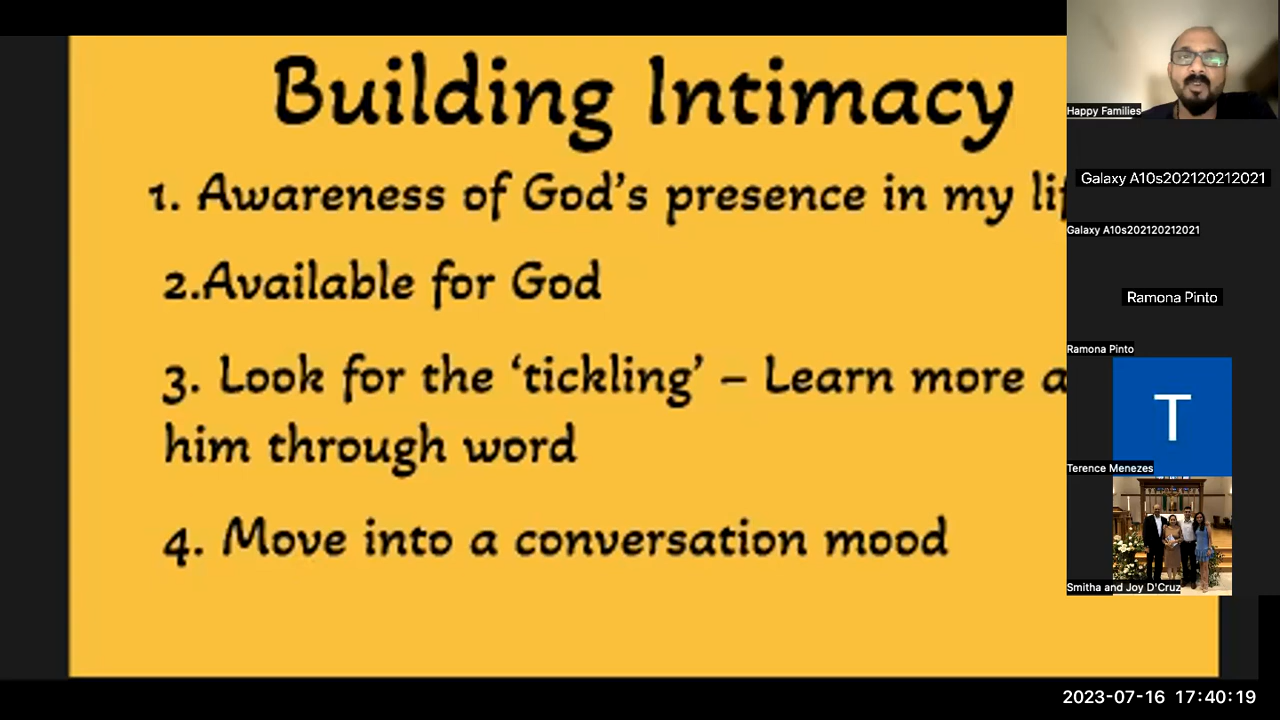 Building Intimacy
1. Awareness of God's presence in my
2.Available for God
3. Look for the ‘tickling’ – Learn more
him through word
4. Move into a conversation mood
Happy Families
Galaxy A10s202120212021
Galaxy A10s202120212021
Ramona Pinto
Ramona Pinto
T
Terence Menezes
Smitha and Joy D'Cruz
2023-07-16 17:40:19